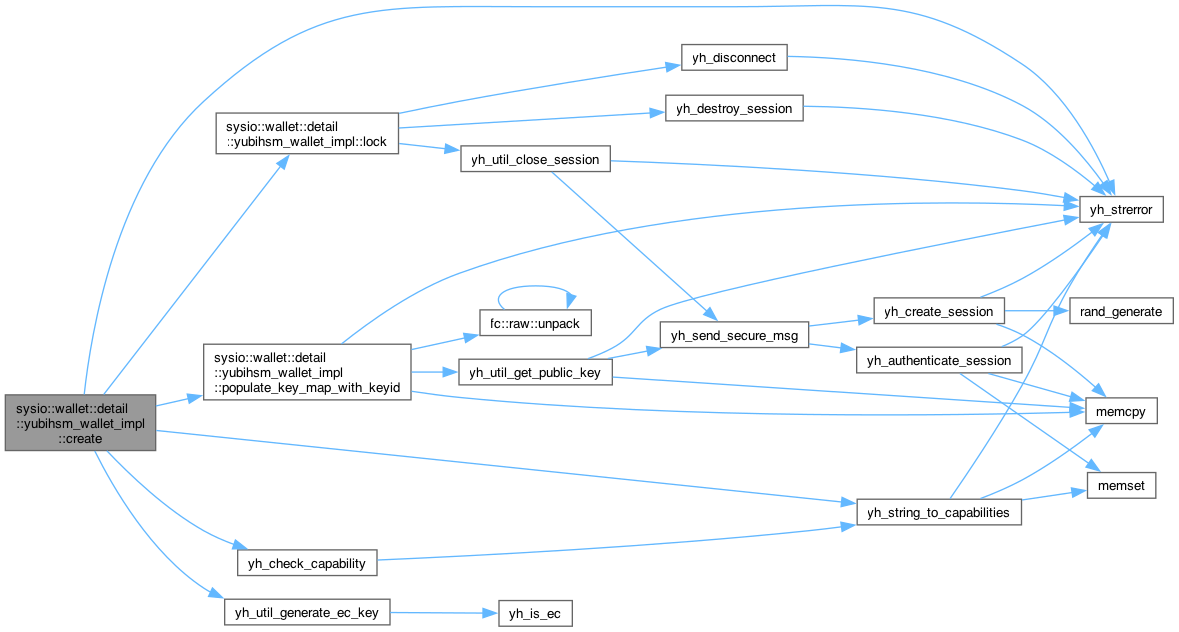 yh_disconnect
yh_destroy_session
sysio::wallet::detail
::yubihsm_wallet_impl::lock
yh_util_close_session
yh_strerror
fc::raw::unpack
yh_create_session
rand_generate
yh_send_secure_msg
yh_authenticate_session
sysio::wallet::detail
::yubihsm_wallet_impl
::populate_key_map_with_keyid
yh_util_get_public_key
sysio::wallet::detail
::yubihsm_wallet_impl
::create
memcpy
memset
yh_string_to_capabilities
yh_check_capability
yh_util_generate_ec_key
yh_is_ec